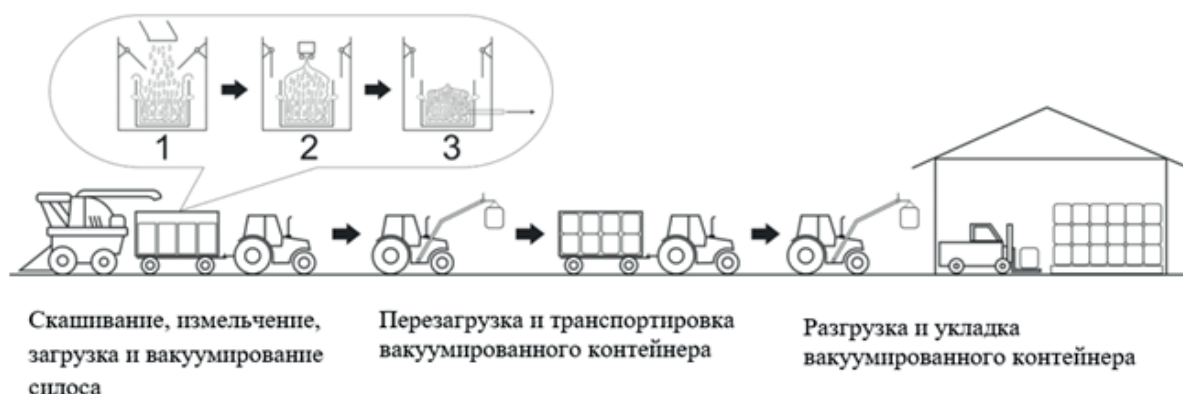 1
2
3
Скашивание, измельчение,
загрузка и вакуумирование
силоса
Перезагрузка и транспортировка
вакуумированного контейнера
Разгрузка и укладка
вакуумированного контейнера